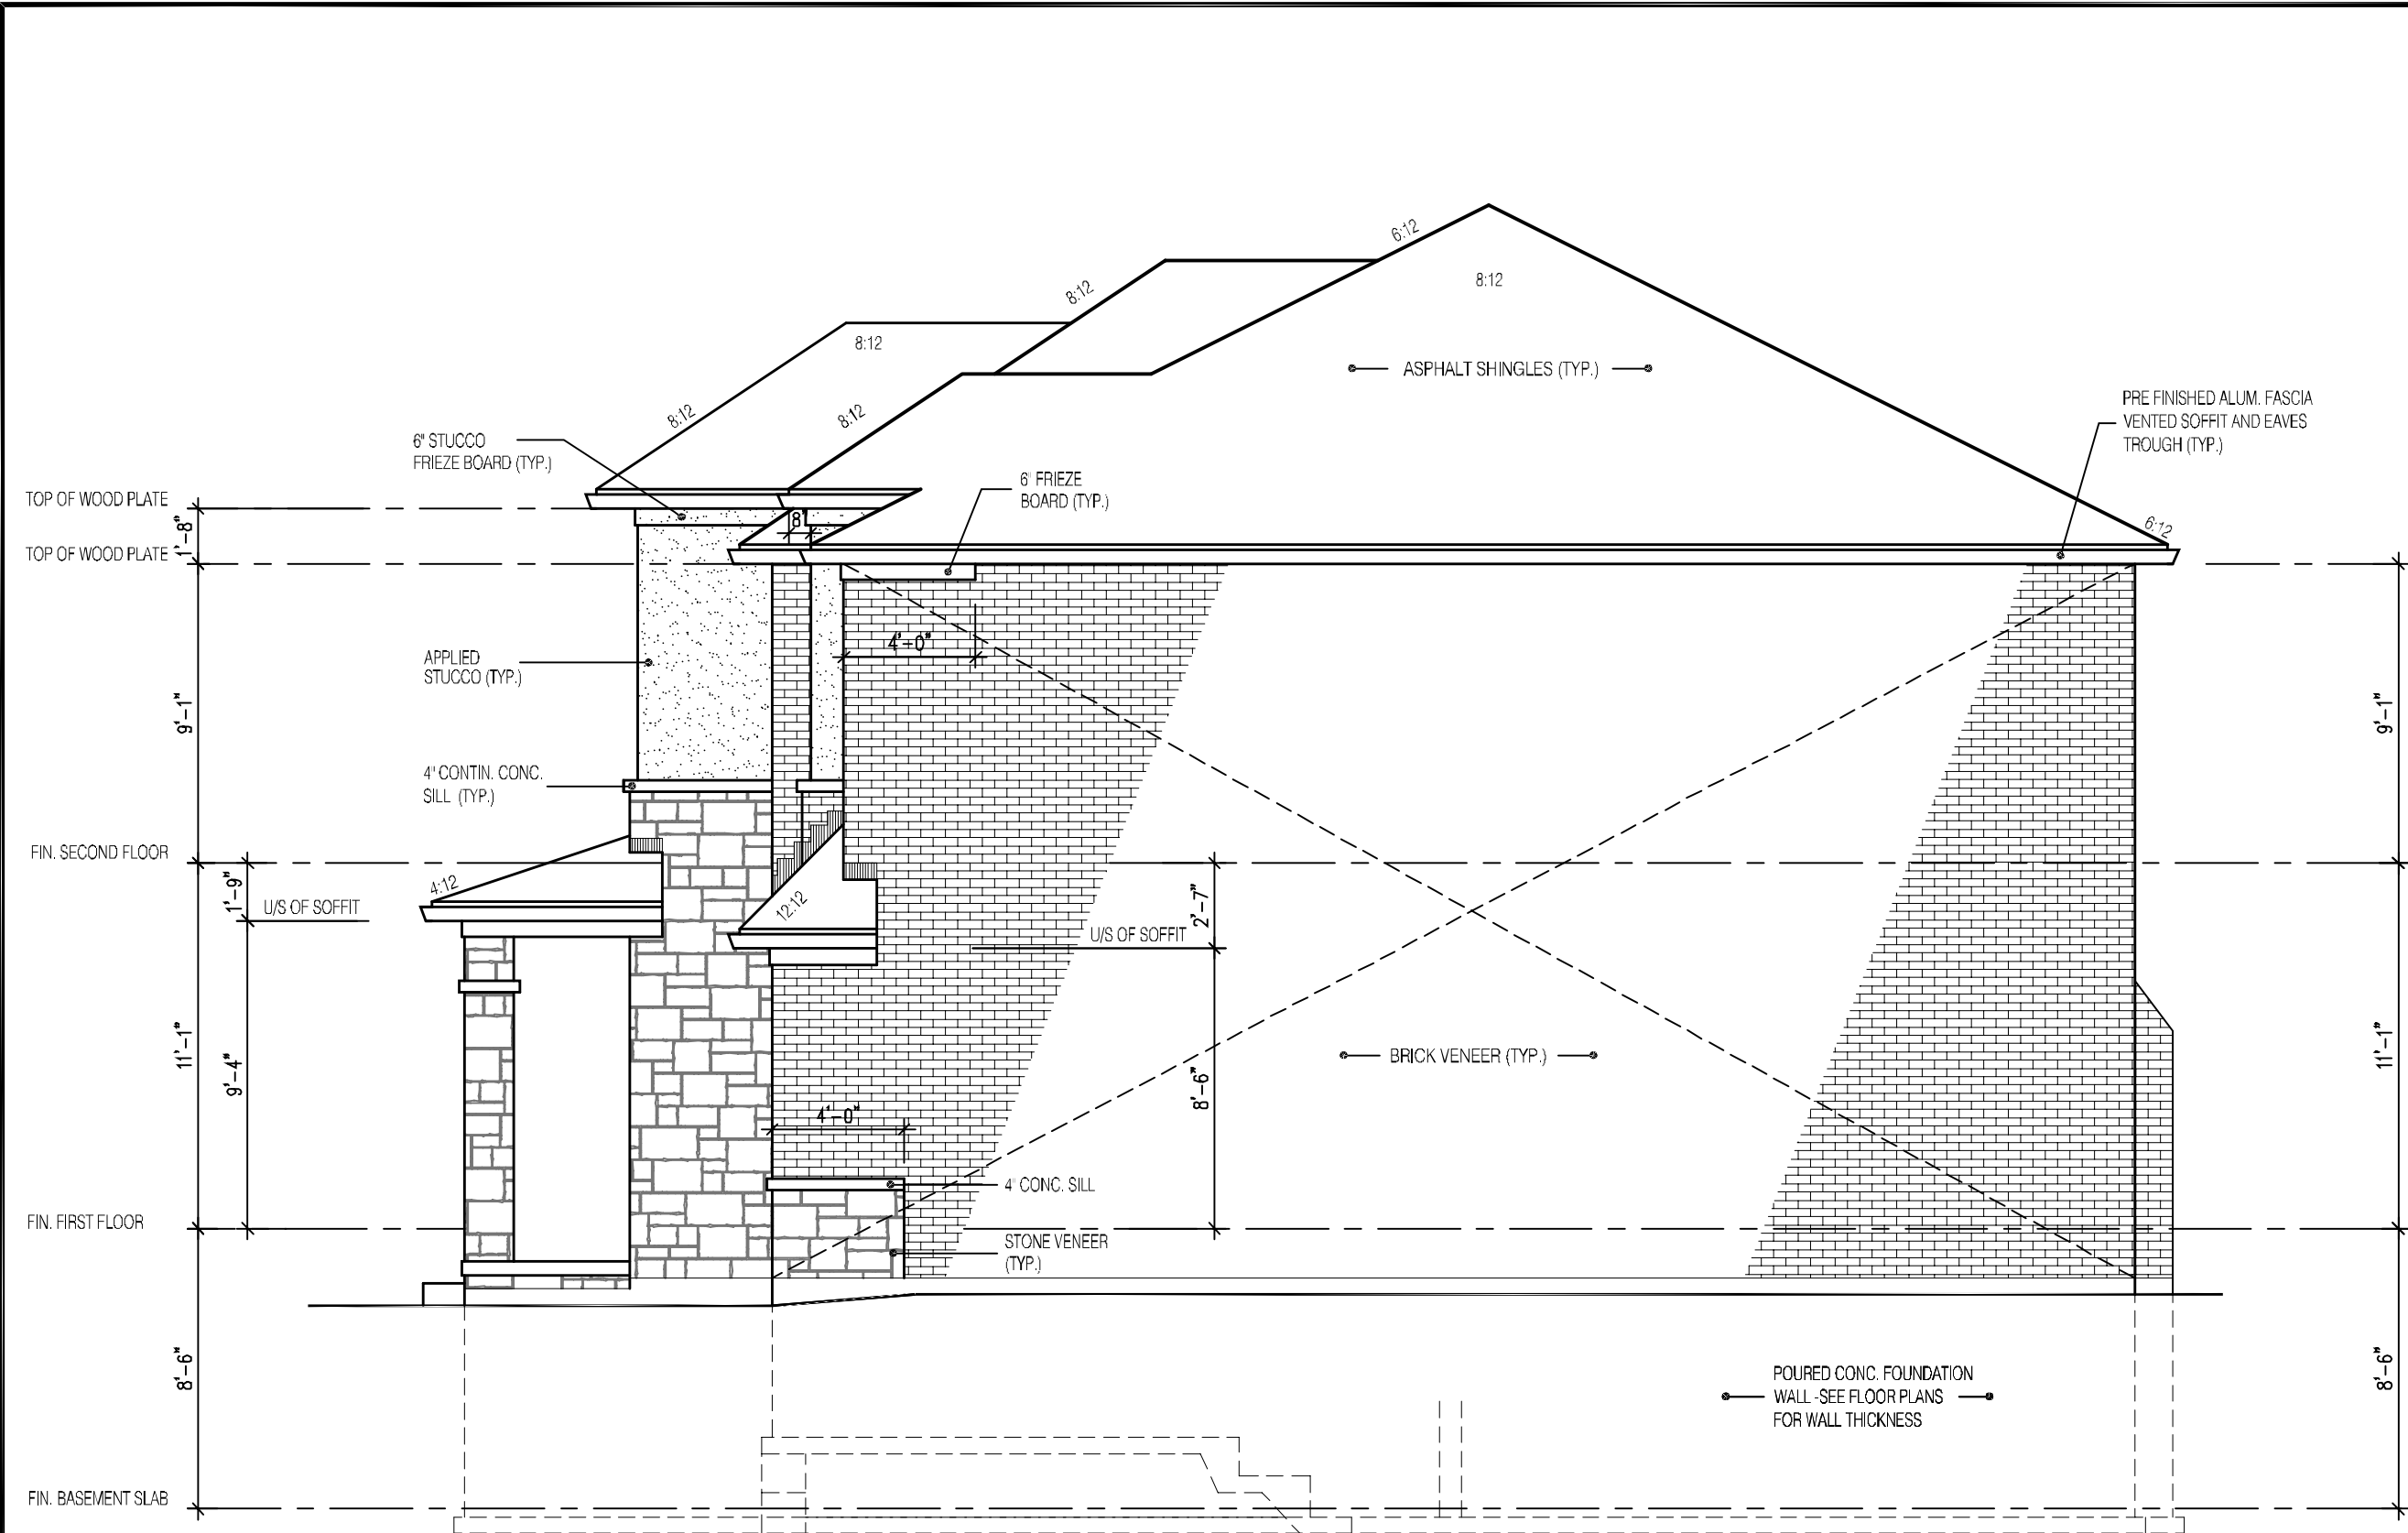 6:12
8:12
8:12
8:12
ASPHALT SHINGLES (TYP.)
8:12
8:12
PRE FINISHED ALUM. FASCIA
VENTED SOFFIT AND EAVES
TROUGH (TYP.)
6" STUCCO
FRIEZE BOARD (TYP.)
6" FRIEZE
BOARD (TYP.)
TOP OF WOOD PLATE
1'-8"
8"
6:12
TOP OF WOOD PLATE
4'-0"
APPLIED
STUCCO (TYP.)
9'-1"
9'-1"
4" CONTIN. CONC.
SILL (TYP.)
FIN. SECOND FLOOR
4:12
1'-9"
U/S OF SOFFIT
12:12
2'-7"
U/S OF SOFFIT
11'-1"
9'-4"
8'-6"
BRICK VENEER (TYP.)
11'-1"
4'-0"
4" CONC. SILL
FIN. FIRST FLOOR
STONE VENEER
(TYP.)
8'-6"
POURED CONC. FOUNDATION
WALL -SEE FLOOR PLANS
FOR WALL THICKNESS
8'-6"
FIN. BASEMENT SLAB